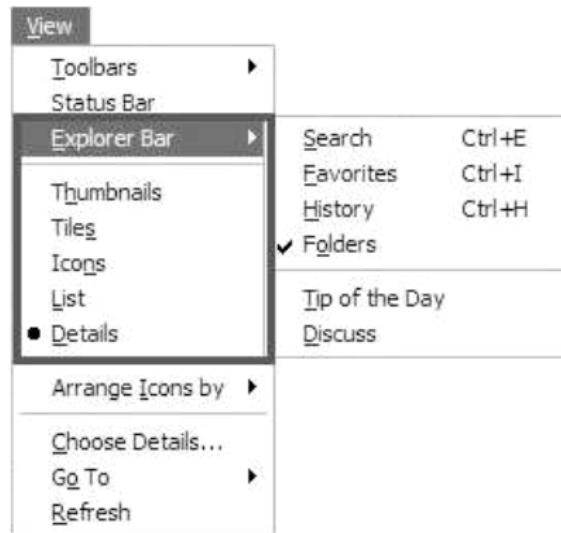 View
Toolbars
Status Bar
Explorer Bar
Thumbnails
Tiles
Icons
List
Details
Arrange Icons by
Choose Details...
Go To
Refresh
Search Ctrl+E
Favorites Ctrl+I
History Ctrl+H
Folders
Tip of the Day
Discuss